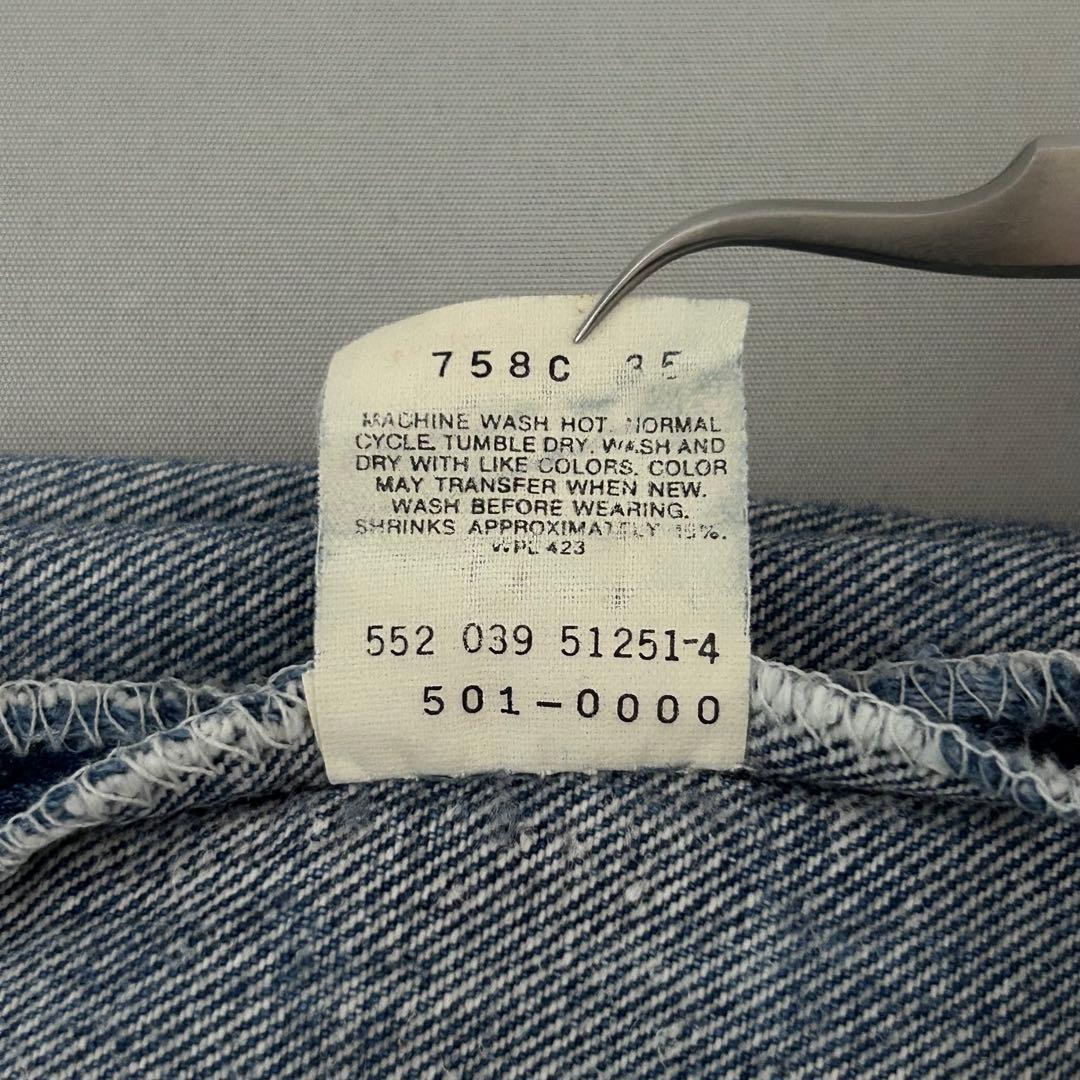 758C 35
MACHINE WASH HOT. NORMAL
CYCLE. TUMBLE DRY. WASH AND
DRY WITH LIKE COLORS. COLOR
MAY TRANSFER WHEN NEW.
WASH BEFORE WEARING.
SHRINKS APPROXIMATELY
WPL 423
552 039 51251-4
501-0000